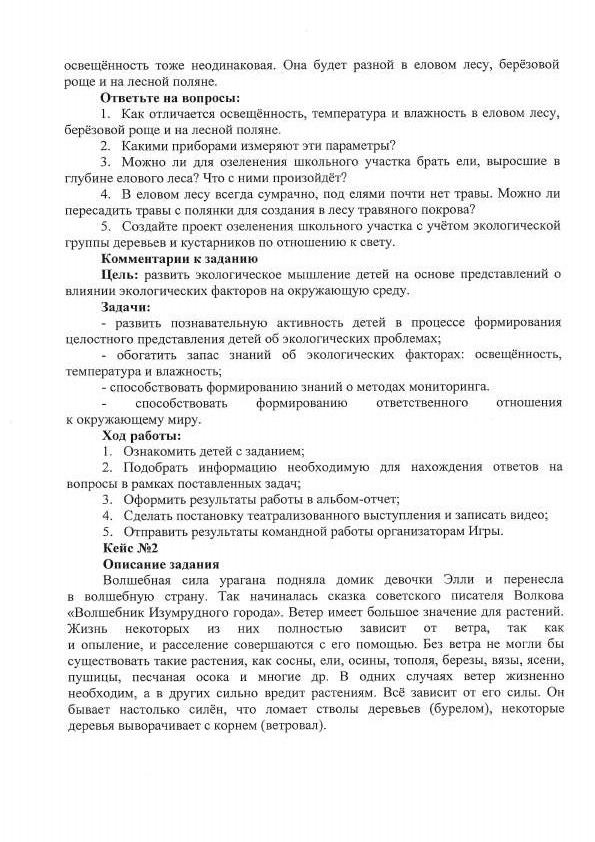 освещённость тоже неодинаковая. Она будет разной в еловом лесу, берёзовой
роще и на лесной поляне.
Ответьте на вопросы:
1. Как отличается освещённость, температура и влажность в еловом лесу,
берёзовой роще и на лесной поляне.
2. Какими приборами измеряют эти параметры?
3. Можно ли для озеленения школьного участка брать ели, выросшие в
глубине елового леса? Что с ними произойдёт?
4. В еловом лесу всегда сумрачно, под елями почти нет травы. Можно ли
пересадить травы с полянки для создания в лесу травяного покрова?
5. Создайте проект озеленения школьного участка с учётом экологической
группы деревьев и кустарников по отношению к свету.
Комментарии к заданию
Цель: развить экологическое мышление детей на основе представлений о
влиянии экологических факторов на окружающую среду.
Задачи:
- развить познавательную активность детей в процессе формирования
целостного представления детей об экологических проблемах;
- обогатить запас знаний об экологических факторах: освещённость,
температура и влажность;
- способствовать формированию знаний о методах мониторинга.
- способствовать формированию ответственного отношения
к окружающему миру.
Ход работы:
1. Ознакомить детей с заданием;
2. Подобрать информацию необходимую для нахождения ответов на
вопросы в рамках поставленных задач;
3. Оформить результаты работы в альбом-отчет;
4. Сделать постановку театрализованного выступления и записать видео;
5. Отправить результаты командной работы организаторам Игры.
Кейс №2
Описание задания
Волшебная сила урагана подняла домик девочки Элли и перенесла
в волшебную страну. Так начиналась сказка советского писателя Волкова
«Волшебник Изумрудного города». Ветер имеет большое значение для растений.
Жизнь некоторых из них полностью зависит от ветра, так как
и опыление, и расселение совершаются с его помощью. Без ветра не могли бы
существовать такие растения, как сосны, ели, осины, тополя, березы, вязы, ясени,
пушицы, песчаная осока и многие др. В одних случаях ветер жизненно
необходим, а в других сильно вредит растениям. Всё зависит от его силы. Он
бывает настолько силён, что ломает стволы деревьев (бурелом), некоторые
деревья выворачивает с корнем (ветровал).